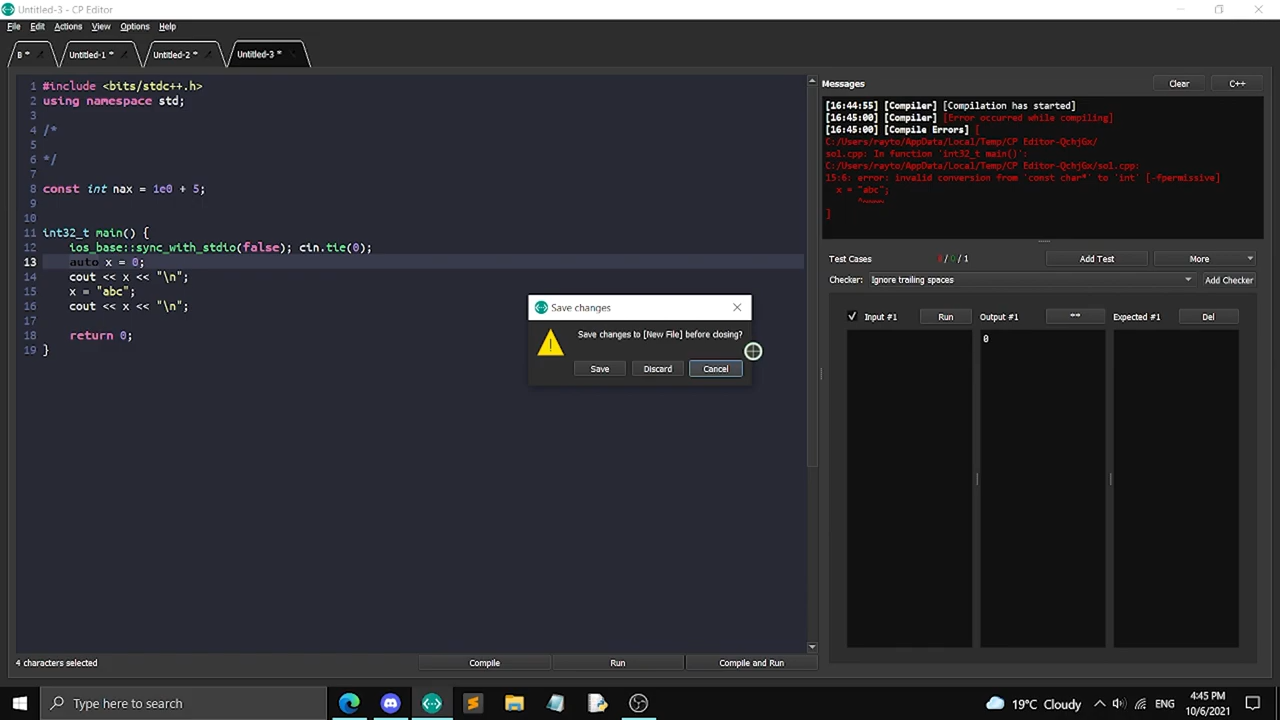 Untitled-3 - CP Editor
File Edit Actions View Options Help
B * Untitled-1 * Untitled-2 * Untitled-3 *
1 #include <bits/stdc++.h>
2 using namespace std;
3
4 /*
5
6 */
7
8 const int nax = 1e0 + 5;
9
10
11 int32_t main() {
12 ios_base::sync_with_stdio(false); cin.tie(0);
13 auto x = 0;
14 cout << x << "\n";
15 x = "abc";
16 cout << x << "\n";
17
18 return 0;
19 }
Messages Clear C++
[16:44:55] [Compiler] [Compilation has started]
[16:45:00] [Compiler] [Error occurred while compiling]
[16:45:00] [Compile Errors] [
C:/Users/rayto/AppData/Local/Temp/CP Editor-QchjGx/
sol.cpp: In function 'int32_t main()':
C:/Users/rayto/AppData/Local/Temp/CP Editor-QchjGx/sol.cpp:
15:6: error: invalid conversion from 'const char*' to 'int' [-fpermissive]
x = "abc";
^~~~~
]
Test Cases 0 / 0 / 1 Add Test More
Checker: Ignore trailing spaces Add Checker
Input #1 Run Output #1 ** Expected #1 Del
0
Save changes
Save changes to [New File] before closing?
Save Discard Cancel
4 characters selected Compile Run Compile and Run
Type here to search
19°C Cloudy ENG
4:45 PM
10/6/2021